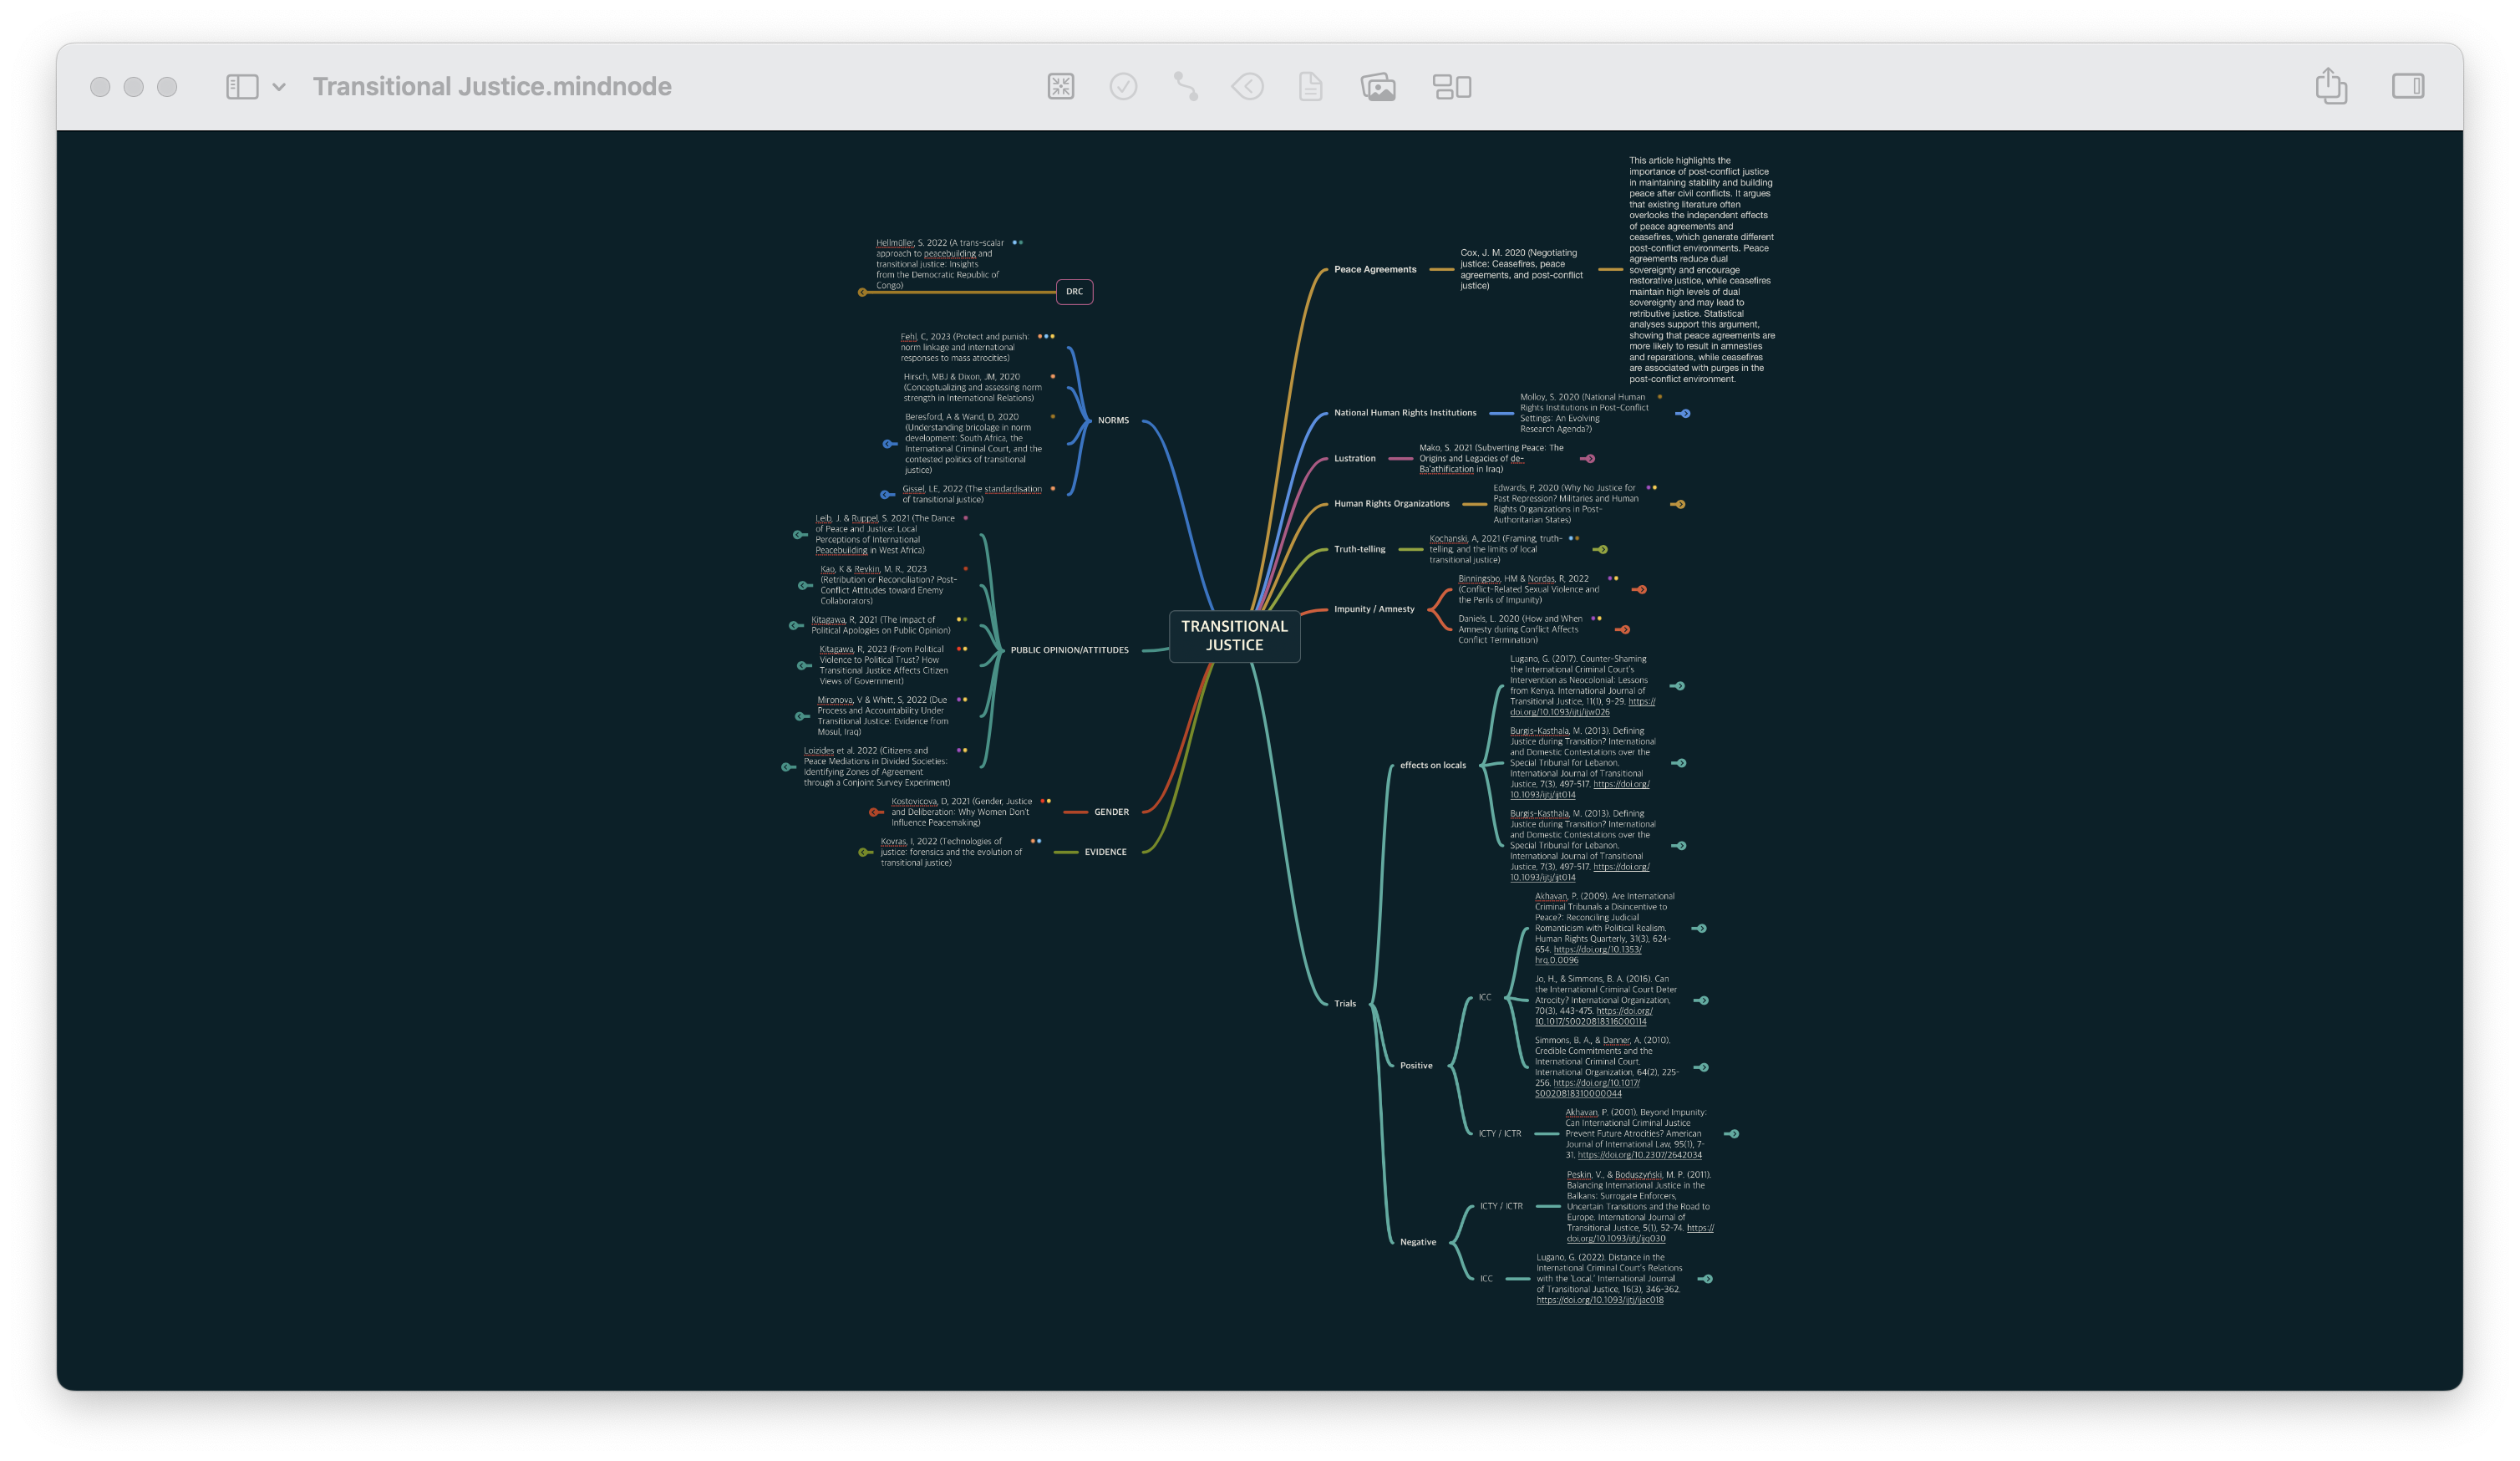 Transitional Justice.mindnode
Hellmüller, S. 2022 (A trans-scalar
approach to peacebuilding and
transitional justice: Insights
from the Democratic Republic of
Congo)
DRC
Fehl, C, 2023 (Protect and punish:
norm linkage and international
responses to mass atrocities)
Hirsch, MBJ & Dixon, JM, 2020
(Conceptualizing and assessing norm
strength in International Relations)
Beresford, A & Wand, D, 2020
(Understanding bricolage in norm
development: South Africa, the
International Criminal Court, and the
contested politics of transitional
justice)
Gissel, LE, 2022 (The standardisation
of transitional justice)
NORMS
Leib, J. & Ruppel, S. 2021 (The Dance
of Peace and Justice: Local
Perceptions of International
Peacebuilding in West Africa)
Kao, K & Revkin, M. R., 2023
(Retribution or Reconciliation? Post-
Conflict Attitudes toward Enemy
Collaborators)
Kitagawa, R, 2021 (The Impact of
Political Apologies on Public Opinion)
Kitagawa, R, 2023 (From Political
Violence to Political Trust? How
Transitional Justice Affects Citizen
Views of Government)
Mironova, V & Whitt, S, 2022 (Due
Process and Accountability Under
Transitional Justice: Evidence from
Mosul, Iraq)
Loizides et al. 2022 (Citizens and
Peace Mediations in Divided Societies:
Identifying Zones of Agreement
through a Conjoint Survey Experiment)
PUBLIC OPINION/ATTITUDES
Kostovicova, D, 2021 (Gender, Justice
and Deliberation: Why Women Don't
Influence Peacemaking)
GENDER
Kovras, I, 2022 (Technologies of
justice: forensics and the evolution of
transitional justice)
EVIDENCE
TRANSITIONAL
JUSTICE
Peace Agreements
Cox, J. M. 2020 (Negotiating
justice: Ceasefires, peace
agreements, and post-conflict
justice)
This article highlights the
importance of post-conflict justice
in maintaining stability and building
peace after civil conflicts. It argues
that existing literature often
overlooks the independent effects
of peace agreements and
ceasefires, which generate different
post-conflict environments. Peace
agreements reduce dual
sovereignty and encourage
restorative justice, while ceasefires
maintain high levels of dual
sovereignty and may lead to
retributive justice. Statistical
analyses support this argument,
showing that peace agreements are
more likely to result in amnesties
and reparations, while ceasefires
are associated with purges in the
post-conflict environment.
National Human Rights Institutions
Molloy, S. 2020 (National Human
Rights Institutions in Post-Conflict
Settings: An Evolving
Research Agenda?)
Lustration
Mako, S. 2021 (Subverting Peace: The
Origins and Legacies of de-
Ba'athification in Iraq)
Human Rights Organizations
Edwards, P, 2020 (Why No Justice for
Past Repression? Militaries and Human
Rights Organizations in Post-
Authoritarian States)
Truth-telling
Kochanski, A, 2021 (Framing, truth-
telling, and the limits of local
transitional justice)
Impunity / Amnesty
Binningsbo, HM & Nordas, R, 2022
(Conflict-Related Sexual Violence and
the Perils of Impunity)
Daniels, L. 2020 (How and When
Amnesty during Conflict Affects
Conflict Termination)
Trials
effects on locals
Lugano, G. (2017). Counter-Shaming
the International Criminal Court's
Intervention as Neocolonial: Lessons
from Kenya. International Journal of
Transitional Justice, 11(1), 9-29. https://
doi.org/10.1093/ijtj/ijw026
Burgis-Kasthala, M. (2013). Defining
Justice during Transition? International
and Domestic Contestations over the
Special Tribunal for Lebanon.
International Journal of Transitional
Justice, 7(3), 497-517. https://doi.org/
10.1093/ijtj/ijt014
Burgis-Kasthala, M. (2013). Defining
Justice during Transition? International
and Domestic Contestations over the
Special Tribunal for Lebanon.
International Journal of Transitional
Justice, 7(3), 497-517. https://doi.org/
10.1093/ijtj/ijt014
Positive
ICC
Akhavan, P. (2009). Are International
Criminal Tribunals a Disincentive to
Peace?: Reconciling Judicial
Romanticism with Political Realism.
Human Rights Quarterly, 31(3), 624-
654. https://doi.org/10.1353/
hrq.0.0096
Jo, H., & Simmons, B. A. (2016). Can
the International Criminal Court Deter
Atrocity? International Organization,
70(3), 443-475. https://doi.org/
10.1017/S0020818316000114
Simmons, B. A., & Danner, A. (2010).
Credible Commitments and the
International Criminal Court.
International Organization, 64(2), 225-
256. https://doi.org/10.1017/
S0020818310000044
ICTY / ICTR
Akhavan, P. (2001). Beyond Impunity:
Can International Criminal Justice
Prevent Future Atrocities? American
Journal of International Law, 95(1), 7-
31. https://doi.org/10.2307/2642034
Negative
ICTY / ICTR
Peskin, V., & Boduszyński, M. P. (2011).
Balancing International Justice in the
Balkans: Surrogate Enforcers,
Uncertain Transitions and the Road to
Europe. International Journal of
Transitional Justice, 5(1), 52-74. https://
doi.org/10.1093/ijtj/ijq030
ICC
Lugano, G. (2022). Distance in the
International Criminal Court's Relations
with the 'Local.' International Journal
of Transitional Justice, 16(3), 346-362.
https://doi.org/10.1093/ijtj/ijac018